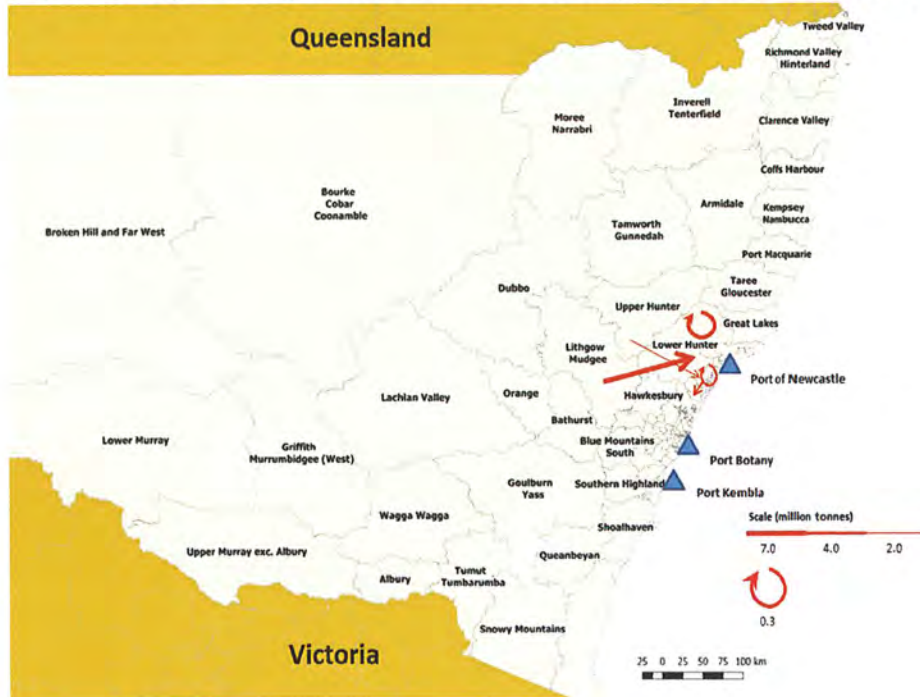 Queensland
Tweed Valley
Richmond Valley
Hinterland
Inverell
Tenterfield
Moree
Narrabri
Clarence Valley
Coffs Harbour
Bourke
Cobar
Coonamble
Armidale
Kempsey
Nambucca
Broken Hill and Far West
Tamworth
Gunnedah
Port Macquarie
Taree
Gloucester
Dubbo
Upper Hunter
Great Lakes
Lithgow
Mudgee
Lower Hunter
Port of Newcastle
Lachlan Valley
Orange
Hawkesbury
Bathurst
Lower Murray
Griffith
Murrumbidgee (West)
Blue Mountains
South
Port Botany
Goulburn
Yass
Southern Highland
Port Kembla
Wagga Wagga
Shoalhaven
Scale (million tonnes)
7.0 4.0 2.0
Upper Murray exc. Albury
Queanbeyan
Albury
Tumut
Tumbarumba
0.3
Snowy Mountains
Victoria
25 0 25 50 75 100 km